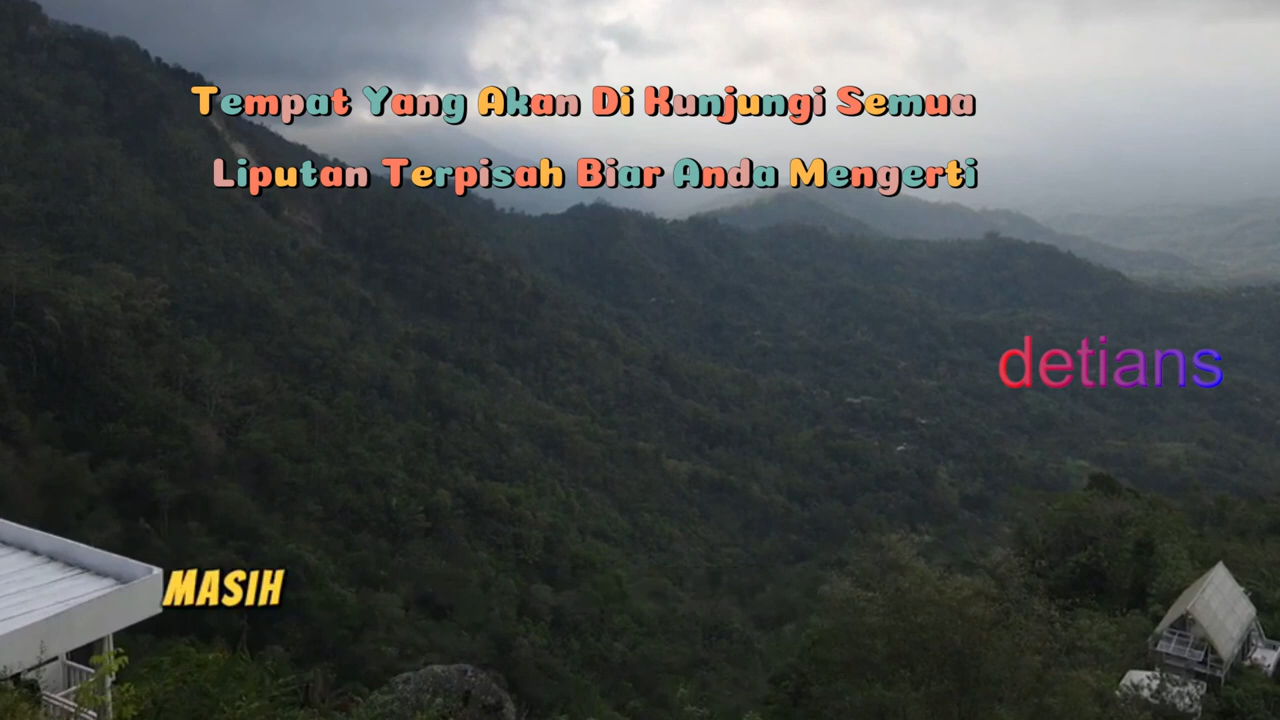 Tempat Yang Akan Di Kunjungi Semua
Liputan Terpisah Biar Anda Mengerti
detians
MASIH